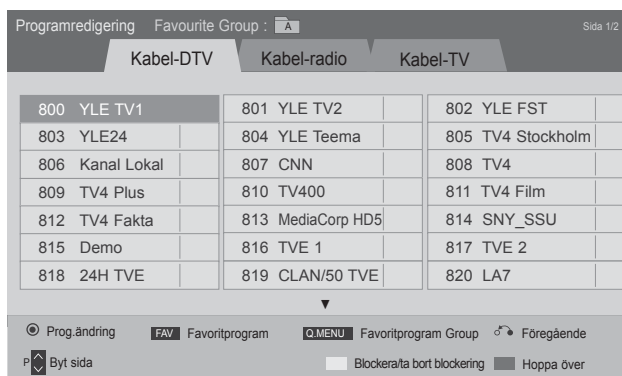 Programredigering Favourite Group : A Sida 1/2
Kabel-DTV Kabel-radio Kabel-TV
800 YLE TV1 801 YLE TV2 802 YLE FST
803 YLE24 804 YLE Teema 805 TV4 Stockholm
806 Kanal Lokal 807 CNN 808 TV4
809 TV4 Plus 810 TV400 811 TV4 Film
812 TV4 Fakta 813 MediaCorp HD5 814 SNY_SSU
815 Demo 816 TVE 1 817 TVE 2
818 24H TVE 819 CLAN/50 TVE 820 LA7
▼
Prog.ändring FAV Favoritprogram Q.MENU Favoritprogram Group Föregående
P Byt sida Blockera/ta bort blockering Hoppa över